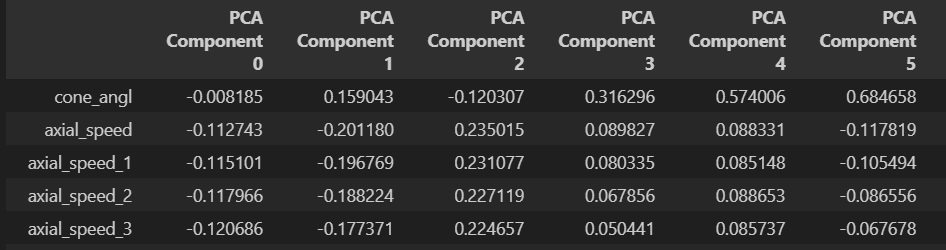 PCA Component 0 PCA Component 1 PCA Component 2 PCA Component 3 PCA Component 4 PCA Component 5
cone_angl -0.008185 0.159043 -0.120307 0.316296 0.574006 0.684658
axial_speed -0.112743 -0.201180 0.235015 0.089827 0.088331 -0.117819
axial_speed_1 -0.115101 -0.196769 0.231077 0.080335 0.085148 -0.105494
axial_speed_2 -0.117966 -0.188224 0.227119 0.067856 0.088653 -0.086556
axial_speed_3 -0.120686 -0.177371 0.224657 0.050441 0.085737 -0.067678